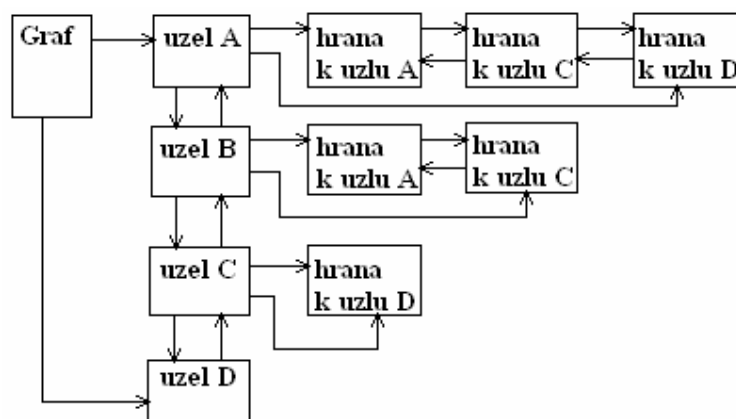 Graf
uzel A
hrana
k uzlu A
hrana
k uzlu C
hrana
k uzlu D
uzel B
hrana
k uzlu A
hrana
k uzlu C
uzel C
hrana
k uzlu D
uzel D